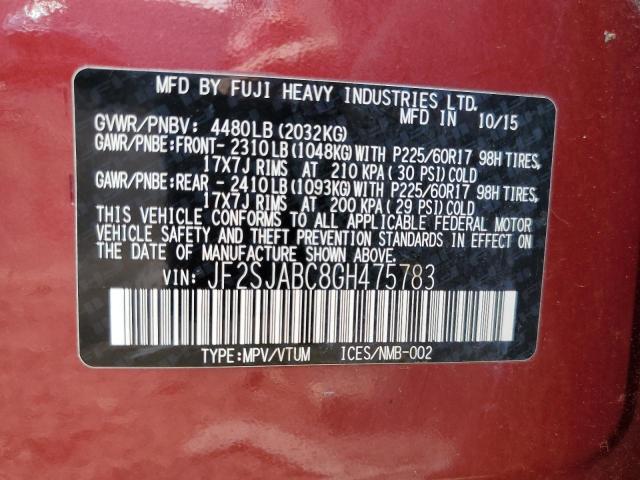 MFD BY FUJI HEAVY INDUSTRIES LTD.
MFD IN 10/15
GVWR/PNBV: 4480LB (2032KG)
GAWR/PNBE:FRONT- 2310LB(1048KG)WITH P225/60R17 98H TIRES,
17X7J RIMS AT 210 KPA( 30 PSI)COLD
GAWR/PNBE:REAR - 2410LB(1093KG)WITH P225/60R17 98H TIRES,
17X7J RIMS AT 200 KPA( 29 PSI)COLD
THIS VEHICLE CONFORMS TO ALL APPLICABLE FEDERAL MOTOR
VEHICLE SAFETY AND THEFT PREVENTION STANDARDS IN EFFECT ON
THE DATE OF MANUFACTURE SHOWN ABOVE.
VIN: JF2SJABC8GH475783
TYPE:MPV/VTUM ICES/NMB-002